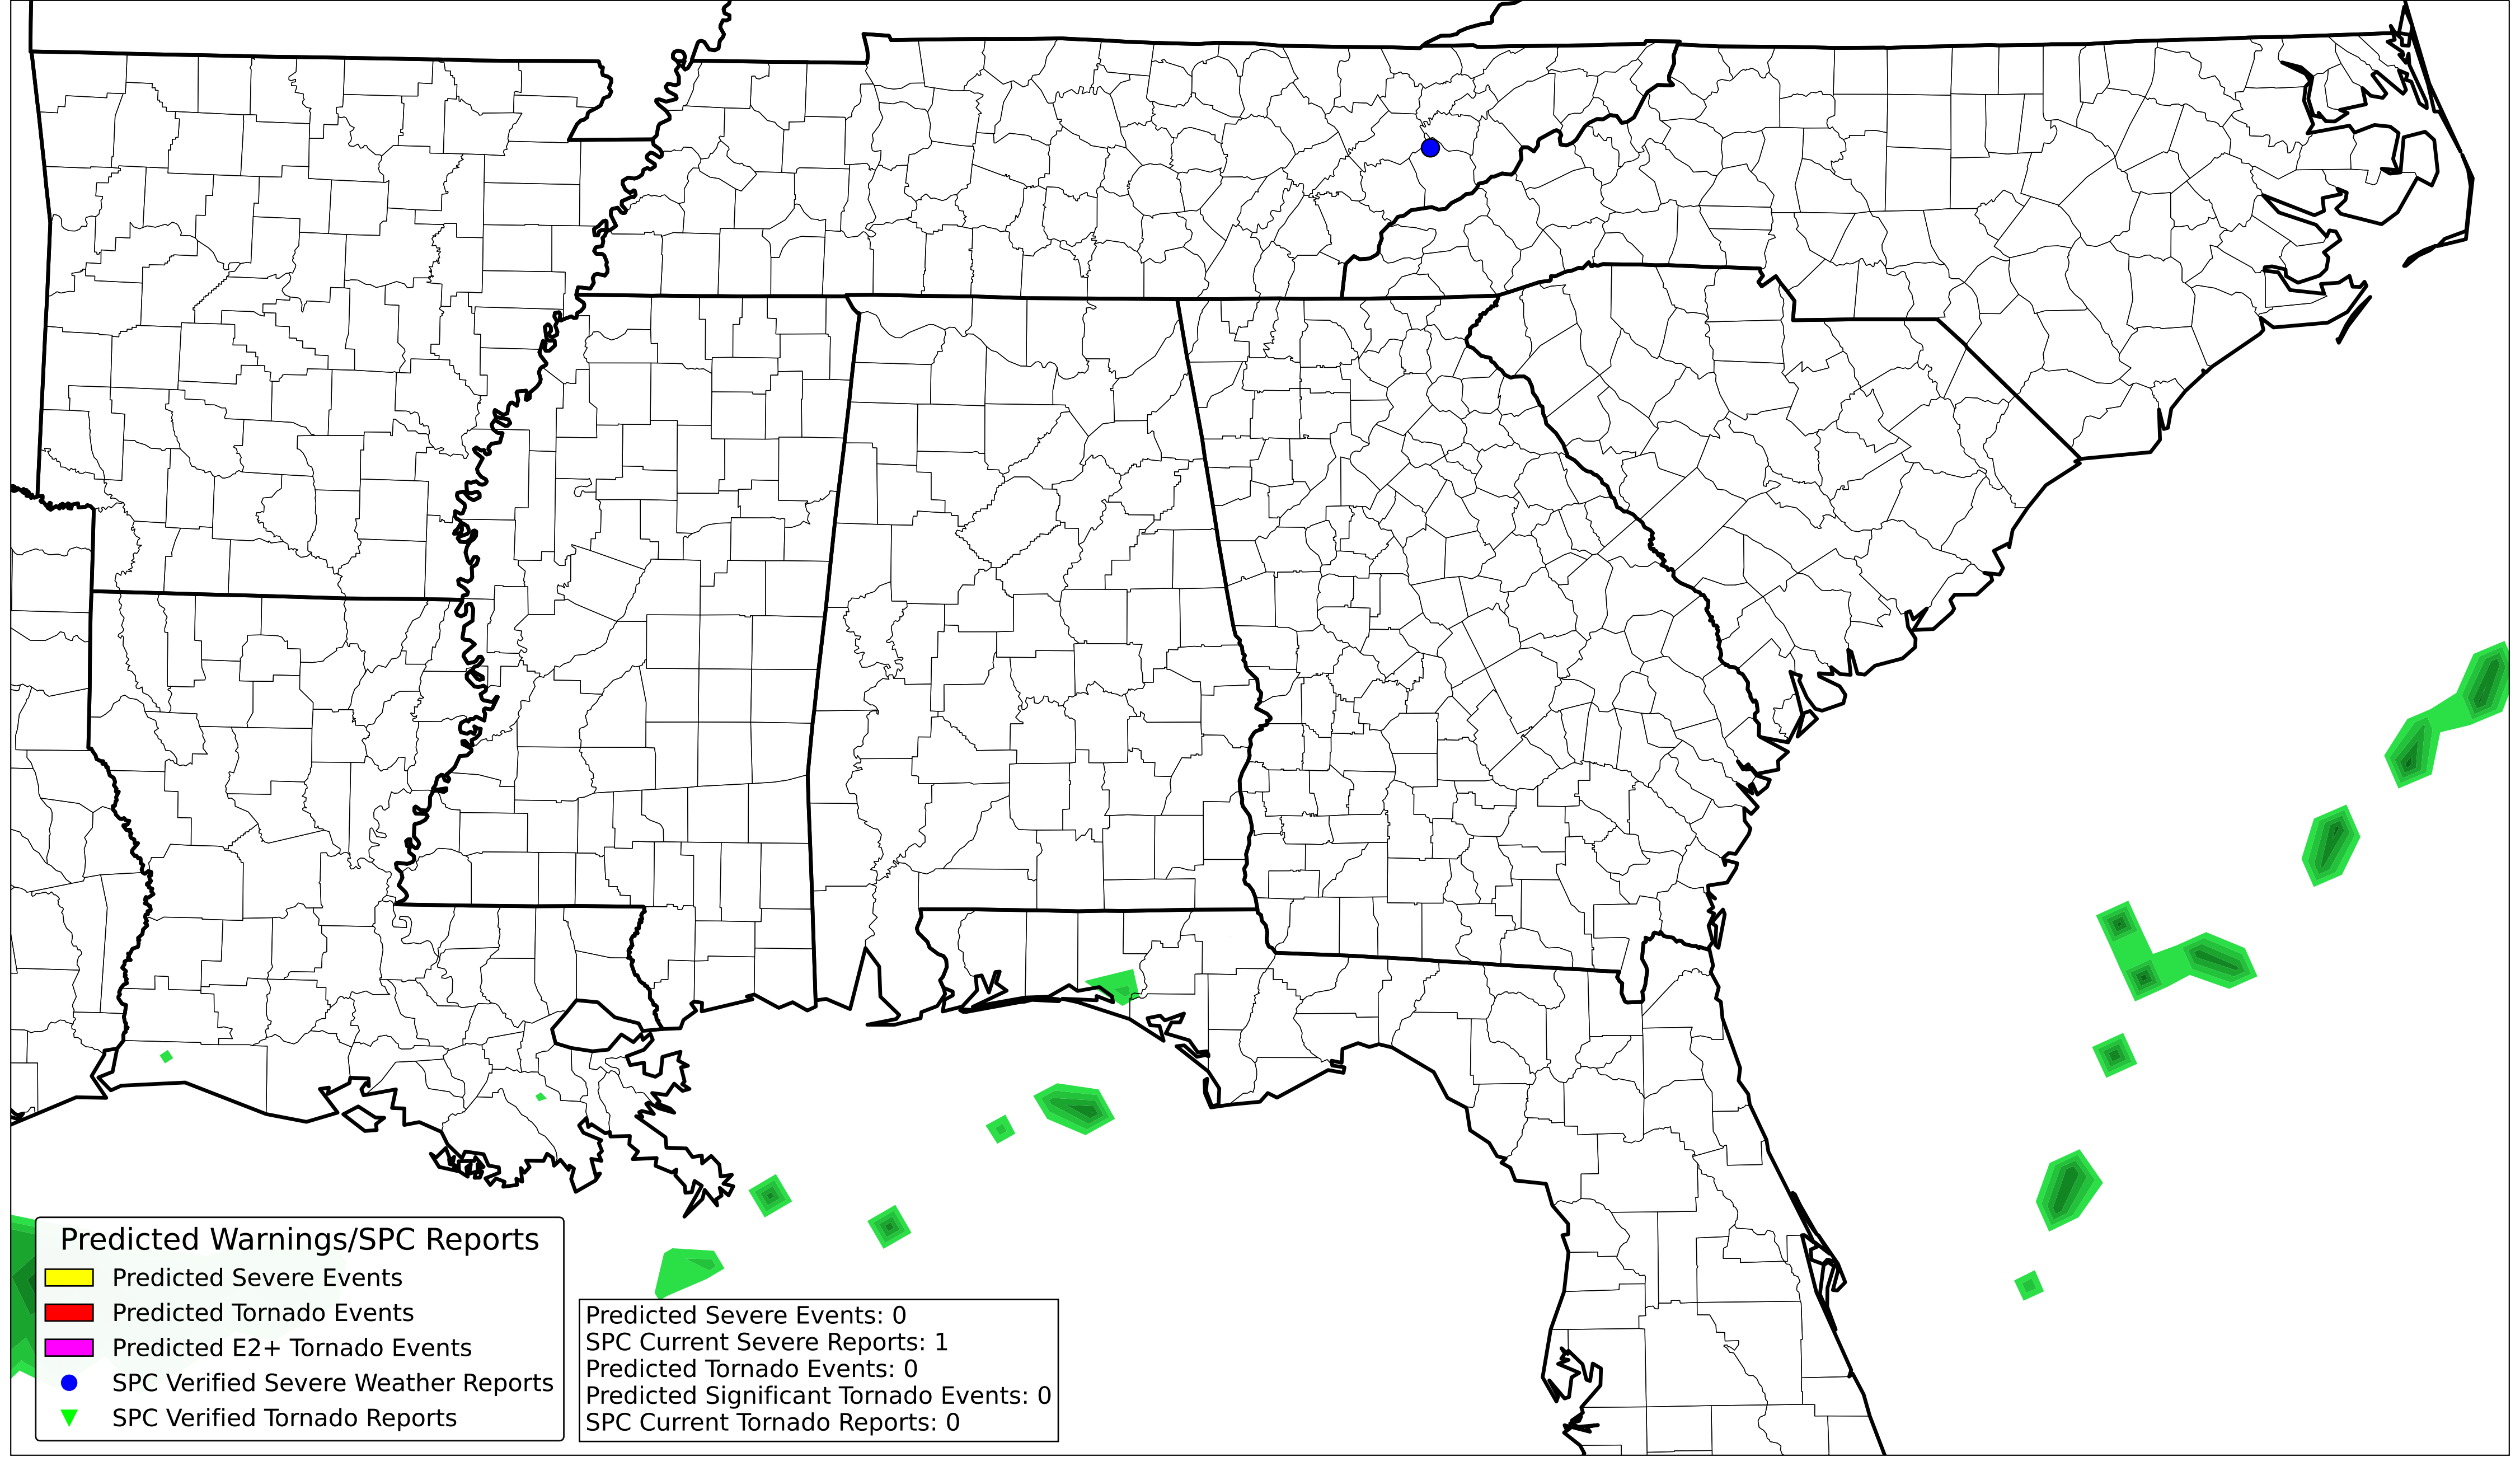 Predicted Warnings/SPC Reports
Predicted Severe Events
Predicted Tornado Events
Predicted E2+ Tornado Events
SPC Verified Severe Weather Reports
SPC Verified Tornado Reports
Predicted Severe Events: 0
SPC Current Severe Reports: 1
Predicted Tornado Events: 0
Predicted Significant Tornado Events: 0
SPC Current Tornado Reports: 0